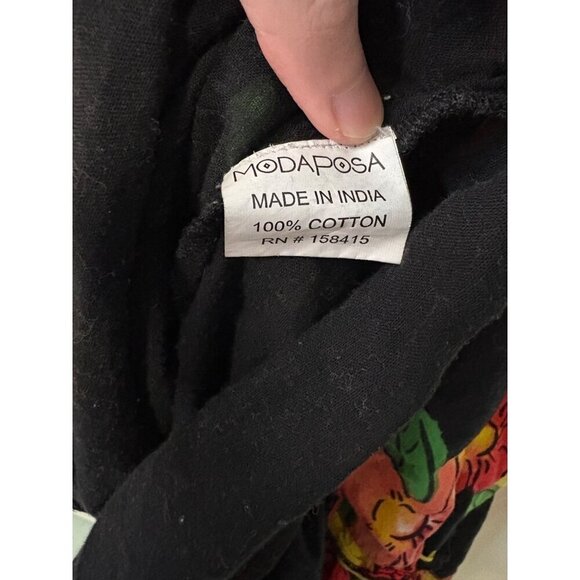 MODAPOSA
MADE IN INDIA
100% COTTON
RN # 158415